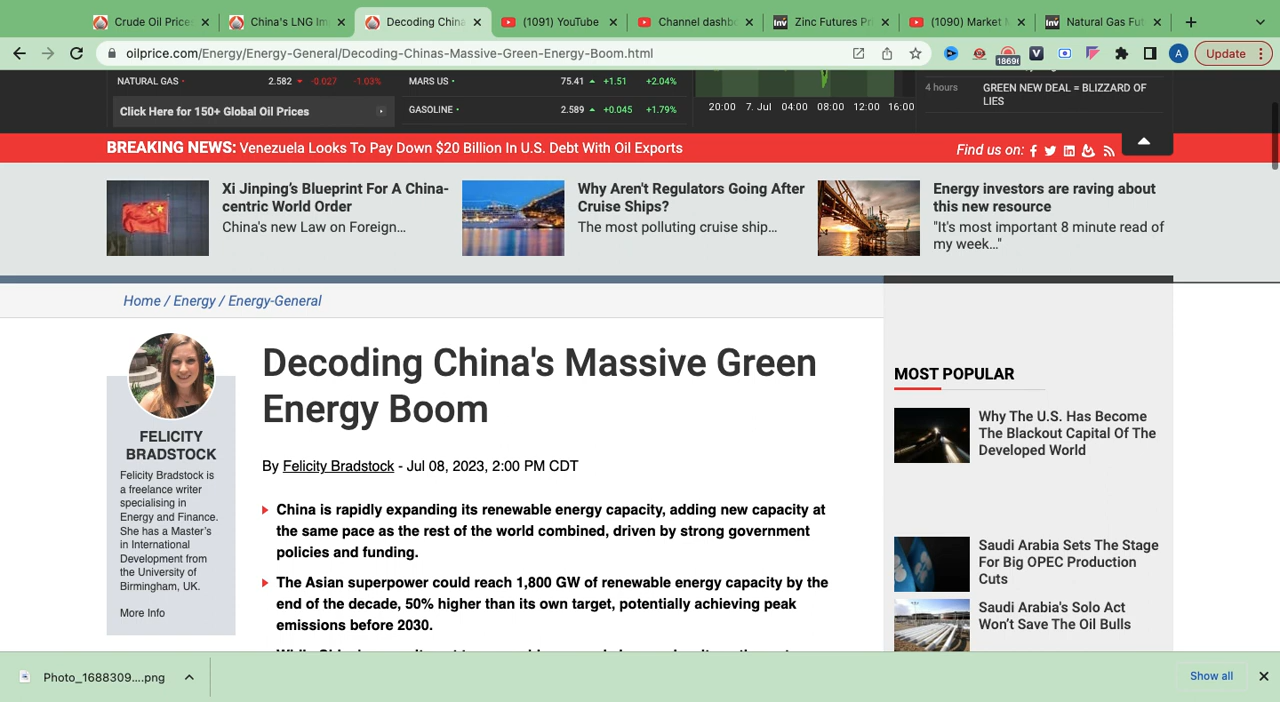 Crude Oil Price
China's LNG Im
Decoding China
(1091) YouTube
Channel dashb
Zinc Futures Pr
(1090) Market
Natural Gas Fut
oilprice.com/Energy/Energy-General/Decoding-Chinas-Massive-Green-Energy-Boom.html
A
Update
NATURAL GAS 2.582 -0.027 -1.03%
MARS US 75.41 +1.51 +2.04%
GASOLINE 2.589 +0.045 +1.79%
Click Here for 150+ Global Oil Prices
20:00 7. Jul 04:00 08:00 12:00 16:00
4 hours GREEN NEW DEAL = BLIZZARD OF
LIES
BREAKING NEWS: Venezuela Looks To Pay Down $20 Billion In U.S. Debt With Oil Exports
Find us on:
Xi Jinping's Blueprint For A China-
centric World Order
China's new Law on Foreign...
Why Aren't Regulators Going After
Cruise Ships?
The most polluting cruise ship...
Energy investors are raving about
this new resource
"It's most important 8 minute read of
my week..."
Home / Energy / Energy-General
FELICITY
BRADSTOCK
Felicity Bradstock is
a freelance writer
specialising in
Energy and Finance.
She has a Master's
in International
Development from
the University of
Birmingham, UK.
More Info
Decoding China's Massive Green
Energy Boom
By Felicity Bradstock - Jul 08, 2023, 2:00 PM CDT
China is rapidly expanding its renewable energy capacity, adding new capacity at
the same pace as the rest of the world combined, driven by strong government
policies and funding.
The Asian superpower could reach 1,800 GW of renewable energy capacity by the
end of the decade, 50% higher than its own target, potentially achieving peak
emissions before 2030.
MOST POPULAR
Why The U.S. Has Become
The Blackout Capital Of The
Developed World
Saudi Arabia Sets The Stage
For Big OPEC Production
Cuts
Saudi Arabia's Solo Act
Won't Save The Oil Bulls
Photo_1688309....png
Show all